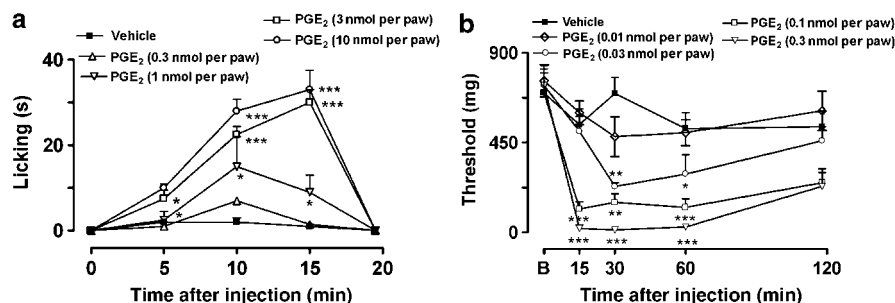 a
Vehicle
PGE2 (0.3 nmol per paw)
PGE2 (1 nmol per paw)
PGE2 (3 nmol per paw)
PGE2 (10 nmol per paw)
Licking (s)
40
20
0
***
***
***
***
*
*
*
*
0 5 10 15 20
Time after injection (min)
b
Vehicle
PGE2 (0.01 nmol per paw)
PGE2 (0.03 nmol per paw)
PGE2 (0.1 nmol per paw)
PGE2 (0.3 nmol per paw)
Threshold (mg)
900
450
0
**
*
***
**
***
***
***
***
B 15 30 60 120
Time after injection (min)